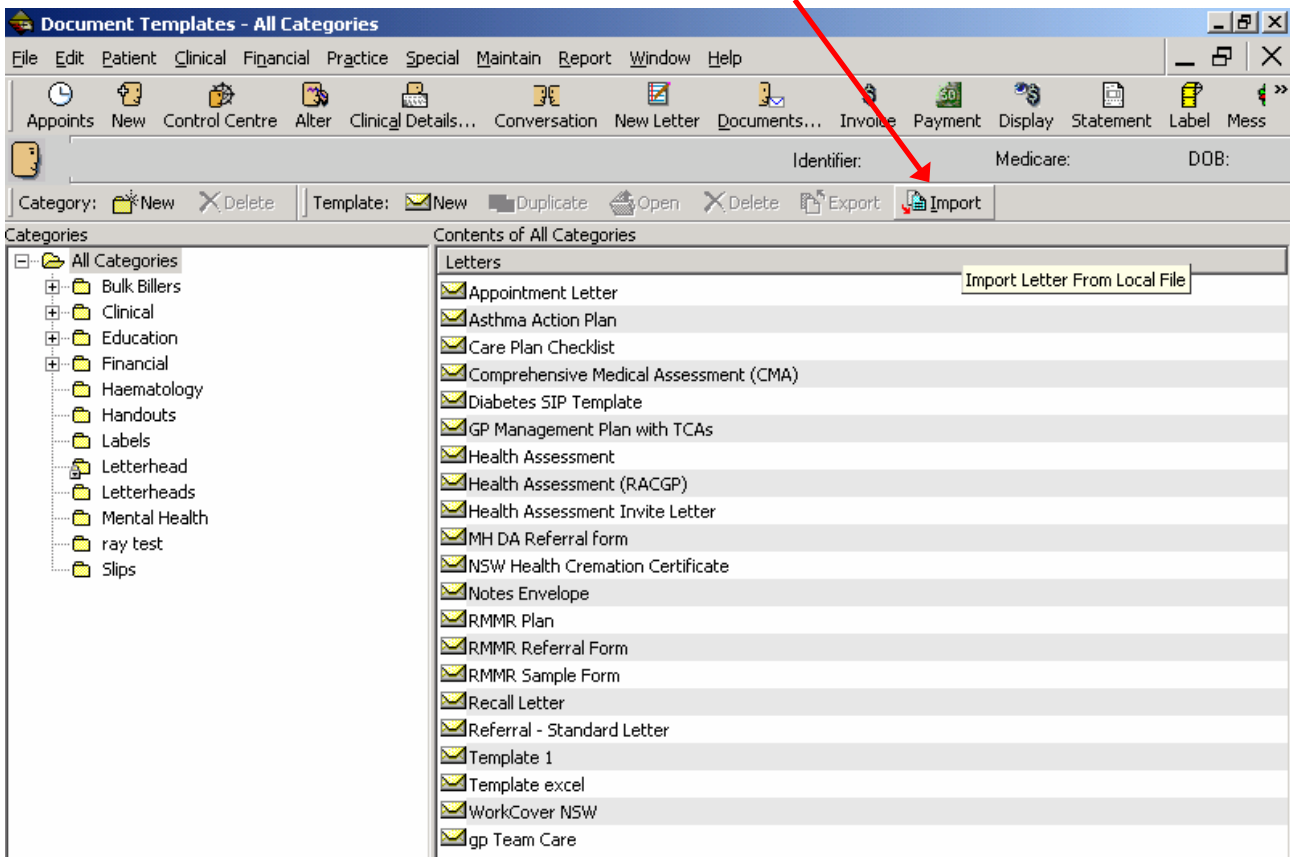 Document Templates - All Categories
File Edit Patient Clinical Financial Practice Special Maintain Report Window Help
Appoints New Control Centre Alter Clinical Details... Conversation New Letter Documents... Invoice Payment Display Statement Label Mess
Identifier: Medicare: DOB:
Category: New Delete Template: New Duplicate Open Delete Export Import
Categories Contents of All Categories
All Categories
Bulk Billers
Clinical
Education
Financial
Haematology
Handouts
Labels
Letterhead
Letterheads
Mental Health
ray test
Slips
Letters
Import Letter From Local File
Appointment Letter
Asthma Action Plan
Care Plan Checklist
Comprehensive Medical Assessment (CMA)
Diabetes SIP Template
GP Management Plan with TCAs
Health Assessment
Health Assessment (RACGP)
Health Assessment Invite Letter
MH DA Referral form
NSW Health Cremation Certificate
Notes Envelope
RMMR Plan
RMMR Referral Form
RMMR Sample Form
Recall Letter
Referral - Standard Letter
Template 1
Template excel
WorkCover NSW
gp Team Care